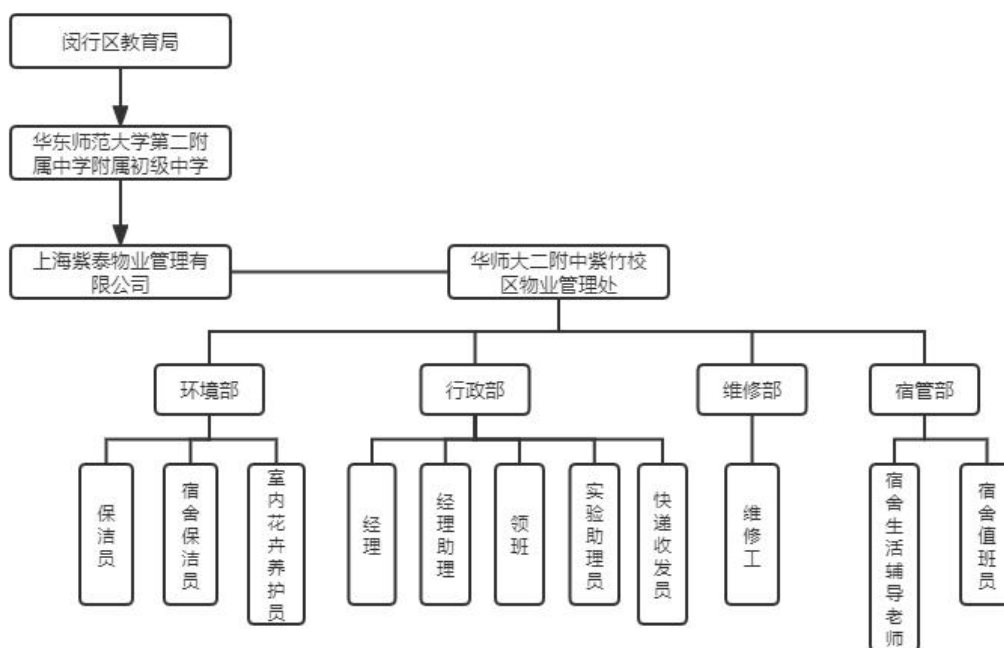 闵行区教育局
华东师范大学第二附
属中学附属初级中学
上海紫泰物业管理有
限公司
华师大二附中紫竹校
区物业管理处
环境部
行政部
维修部
宿管部
保洁员
宿舍保洁员
室内花卉养护员
经理
经理助理
领班
实验助理员
快递收发员
维修工
宿舍生活辅导老师
宿舍值班员